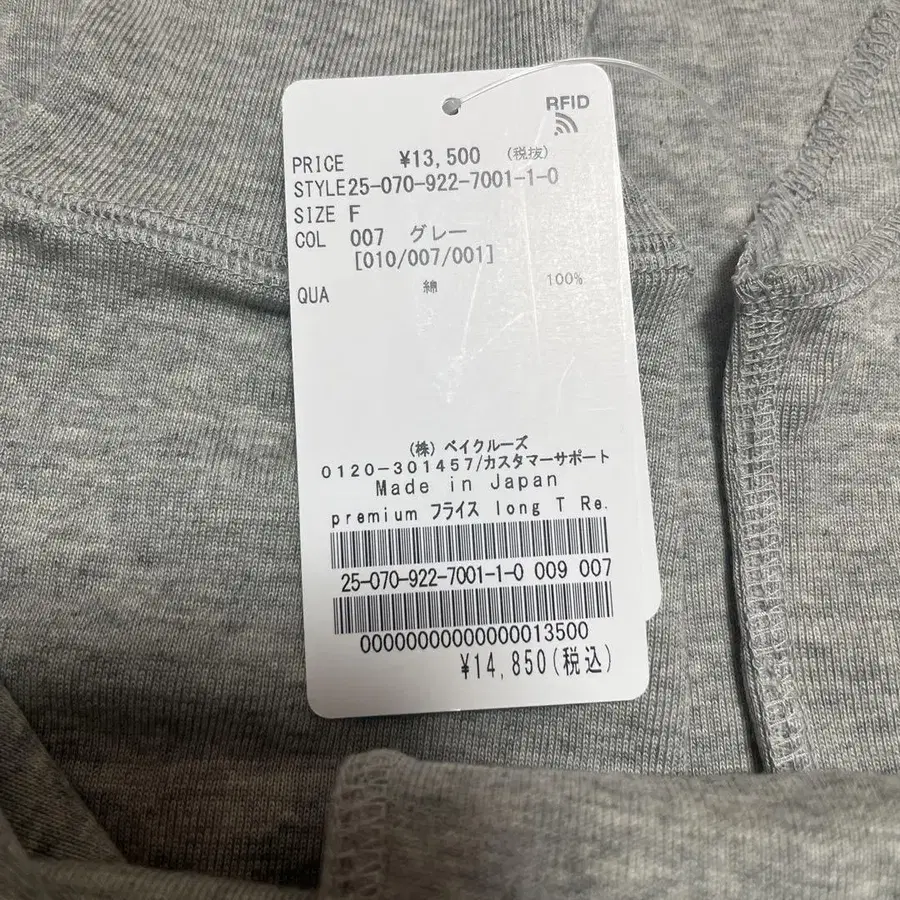 RFID
PRICE ¥13,500 (税抜)
STYLE 25-070-922-7001-1-0
SIZE F
COL 007 グレー
[010/007/001]
QUA 綿 100%
(株) ベイクルーズ
0120-301457/カスタマーサポート
Made in Japan
premium フライス long T Re.
25-070-922-7001-1-0 009 007
00000000000000013500
¥14,850(税込)